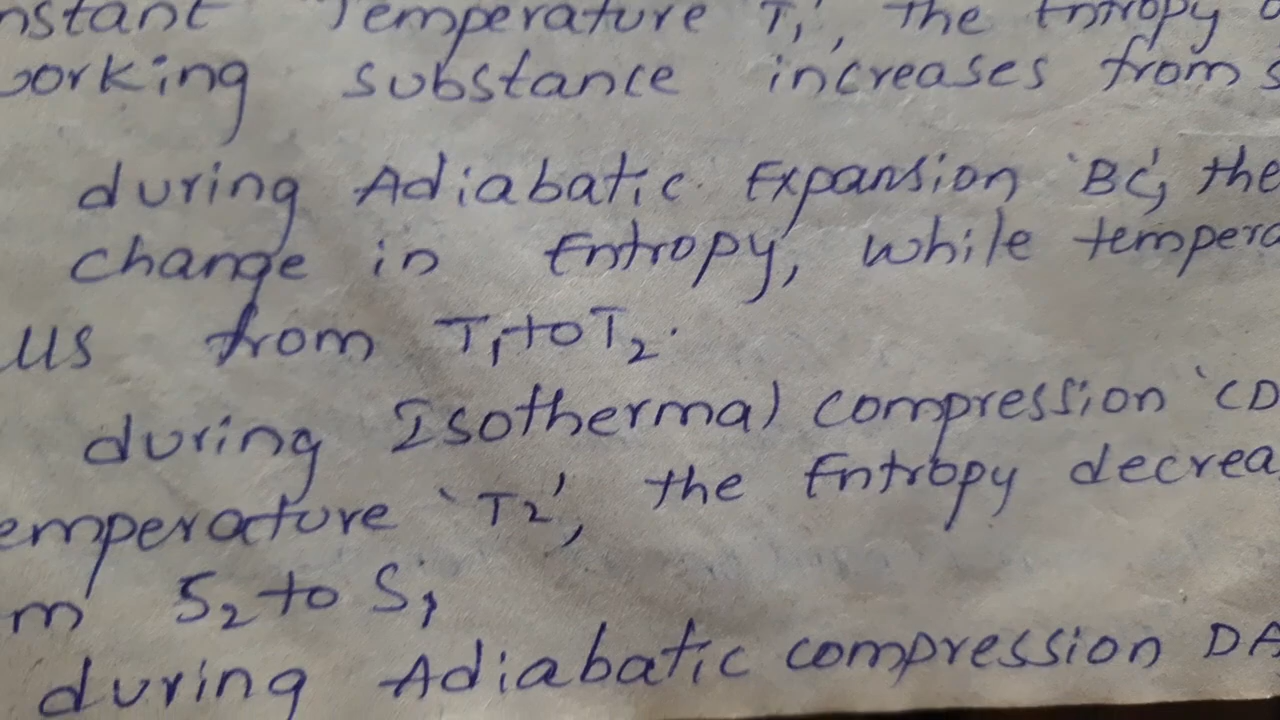 nstant Temperature T₁', the Entropy o
working substance increases from s
during Adiabatic Expansion 'BC', the
change in Entropy, while tempera
us from T₁ to T₂.
during Isothermal compression 'CD
emperature 'T₂', the Entropy decrea
m S₂ to S₁
during Adiabatic compression DA